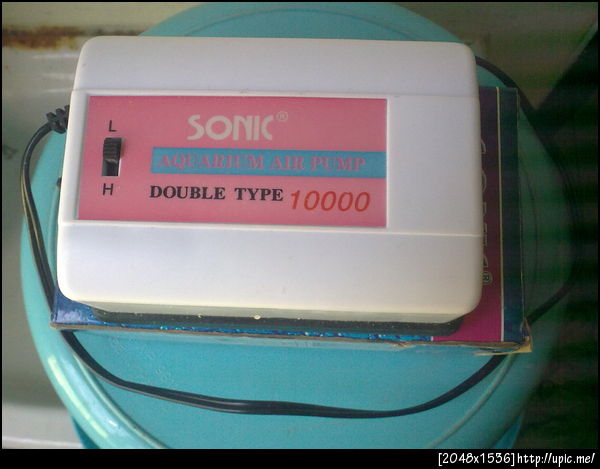 SONIC®
L
AQUARIUM AIR PUMP
H
DOUBLE TYPE 10000
[2048x1536]http://upic.me/